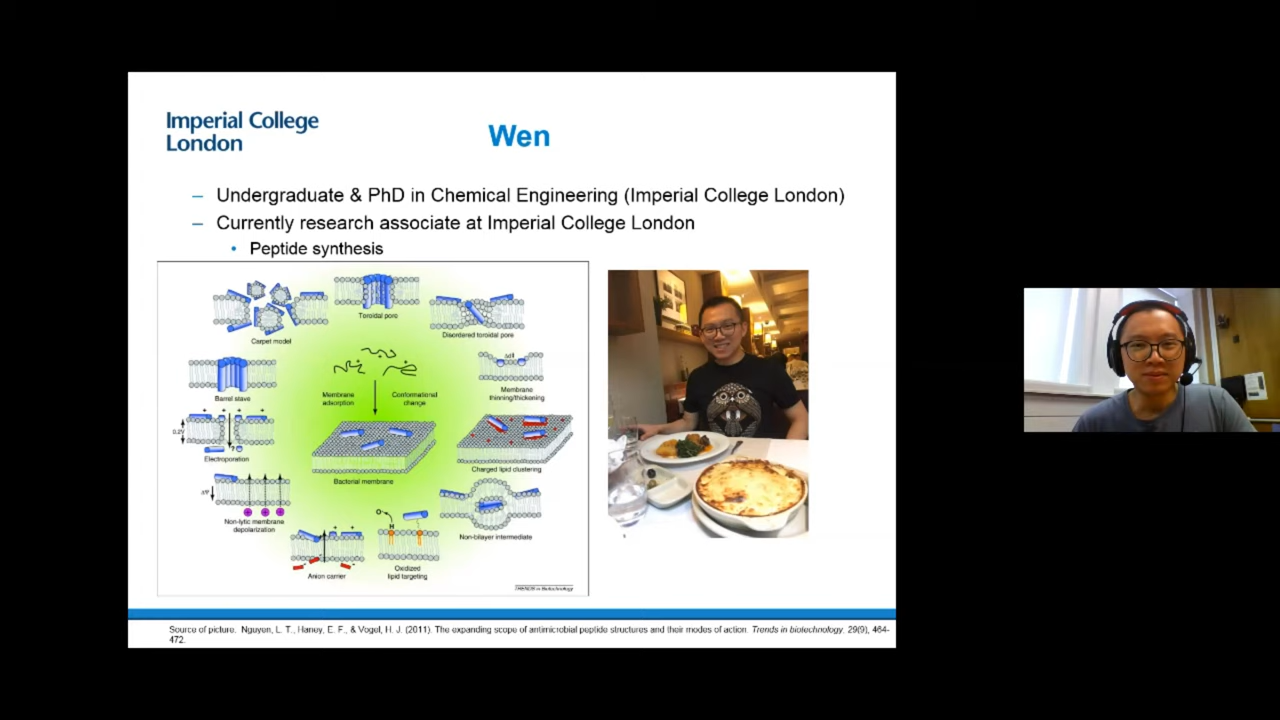 Imperial College
London
Wen
– Undergraduate & PhD in Chemical Engineering (Imperial College London)
– Currently research associate at Imperial College London
• Peptide synthesis
Toroidal pore
Carpet model
Disordered toroidal pore
Δd/l
Barrel stave
Membrane
adsorption
Conformational
change
Membrane
thinning/thickening
0.2V
Electroporation
Bacterial membrane
Charged lipid clustering
Non-lytic membrane
depolarization
Non-bilayer intermediate
Anion carrier
Oxidized
lipid targeting
TRENDS in Biotechnology
Source of picture. Nguyen, L. T., Haney, E. F., & Vogel, H. J. (2011). The expanding scope of antimicrobial peptide structures and their modes of action. Trends in biotechnology, 29(9), 464-
472.